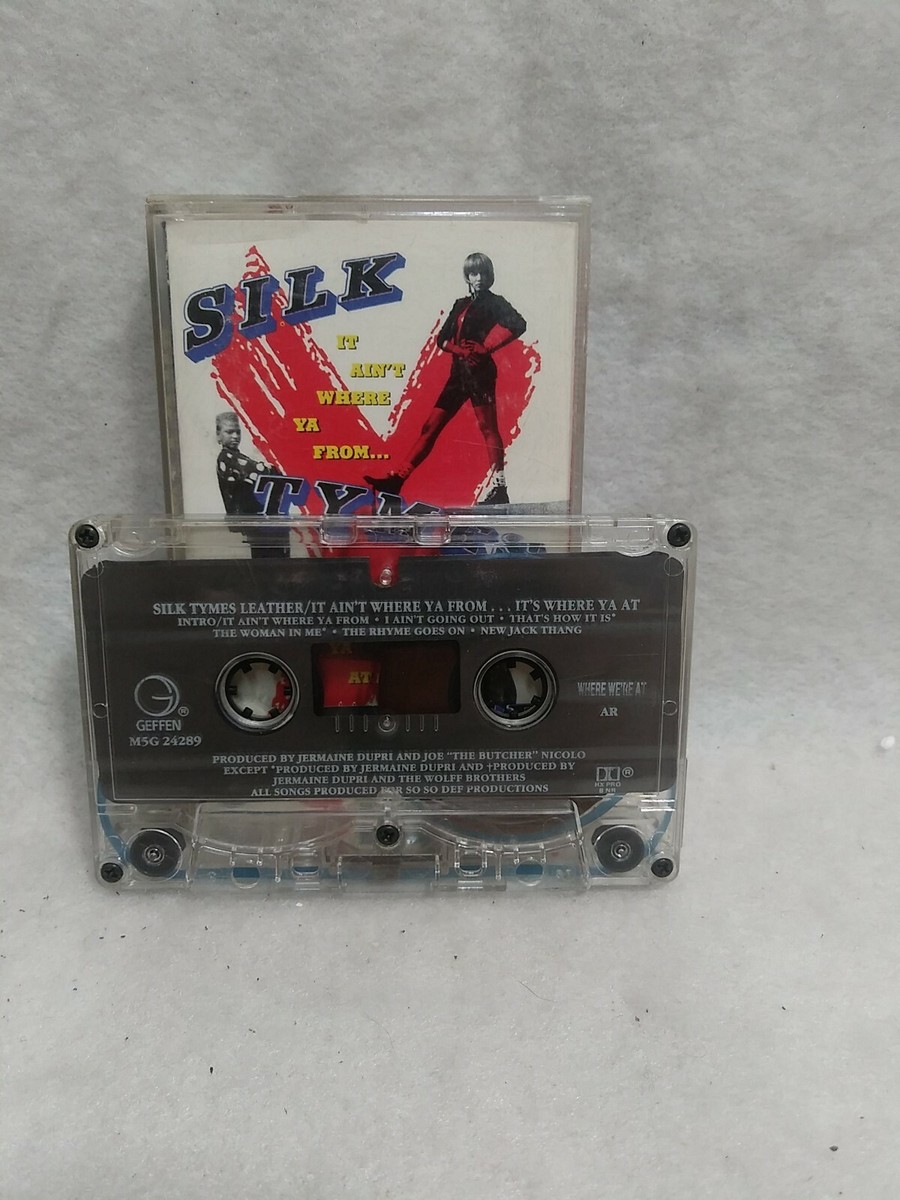 SILK
IT
AIN'T
WHERE
YA
FROM...
TYM
SILK TYMES LEATHER/IT AIN'T WHERE YA FROM . . . IT'S WHERE YA AT
INTRO/IT AIN'T WHERE YA FROM • I AIN'T GOING OUT • THAT'S HOW IT IS*
THE WOMAN IN ME* • THE RHYME GOES ON • NEW JACK THANG
YA
AT
GEFFEN ®
M5G 24289
WHERE WE'RE AT
AR
PRODUCED BY JERMAINE DUPRI AND JOE "THE BUTCHER" NICOLO
EXCEPT *PRODUCED BY JERMAINE DUPRI AND +PRODUCED BY
JERMAINE DUPRI AND THE WOLFF BROTHERS
ALL SONGS PRODUCED FOR SO SO DEF PRODUCTIONS
®
HX PRO
B NR